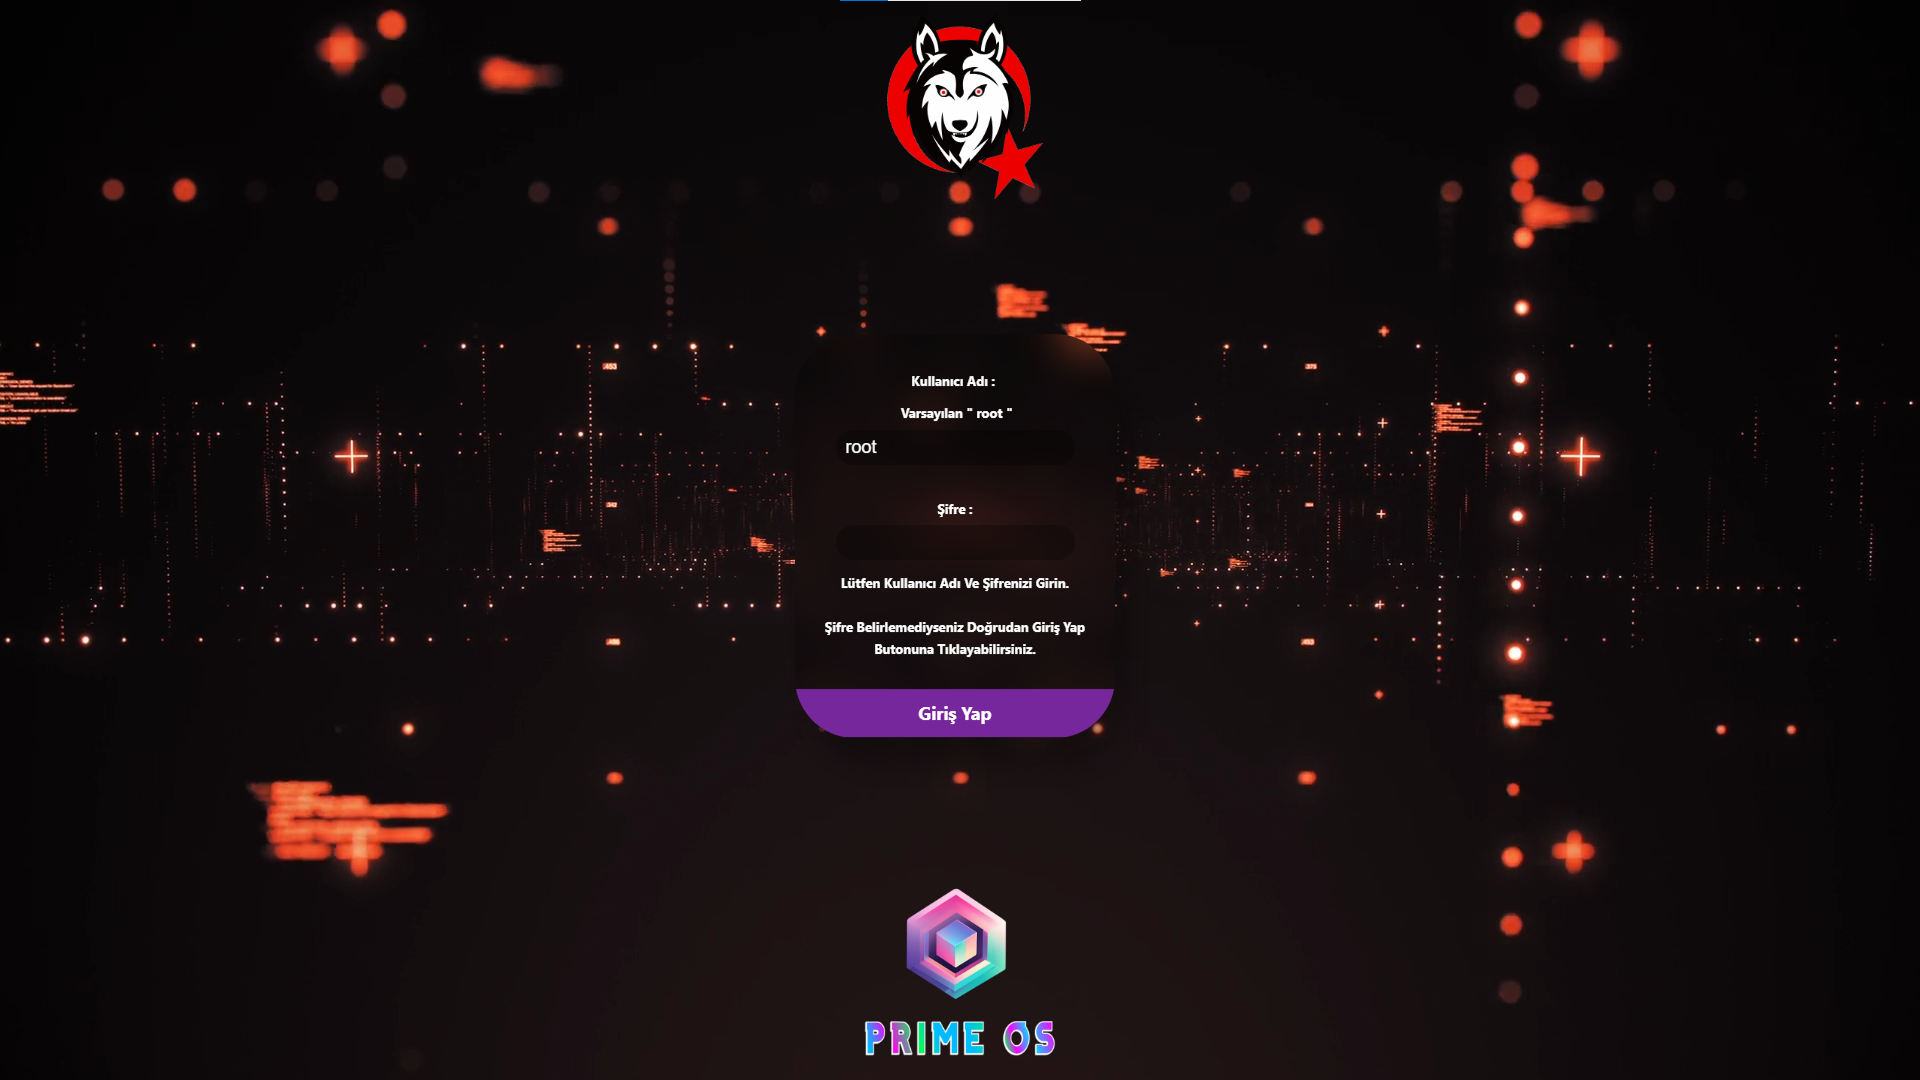 Kullanıcı Adı :
Varsayılan " root "
root
Şifre :
Lütfen Kullanıcı Adı Ve Şifrenizi Girin.
Şifre Belirlemediyseniz Doğrudan Giriş Yap
Butonuna Tıklayabilirsiniz.
Giriş Yap
PRIME OS